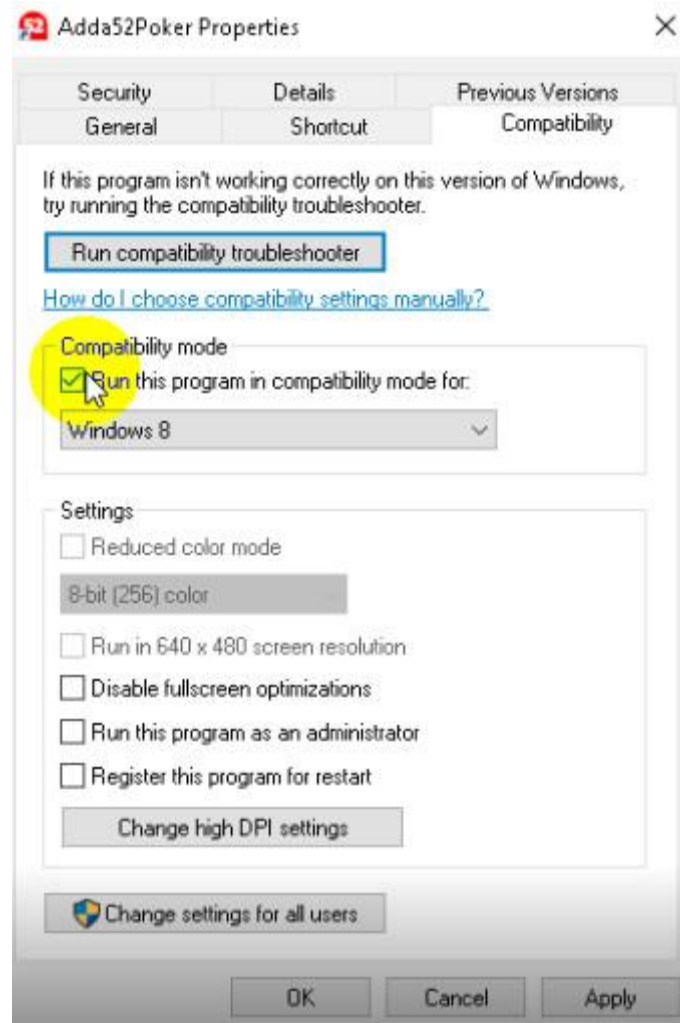 52 Adda52Poker Properties
Security Details Previous Versions
General Shortcut Compatibility
If this program isn't working correctly on this version of Windows,
try running the compatibility troubleshooter.
Run compatibility troubleshooter
How do I choose compatibility settings manually?
Compatibility mode
Run this program in compatibility mode for:
Windows 8
Settings
Reduced color mode
8-bit (256) color
Run in 640 x 480 screen resolution
Disable fullscreen optimizations
Run this program as an administrator
Register this program for restart
Change high DPI settings
Change settings for all users
OK Cancel Apply